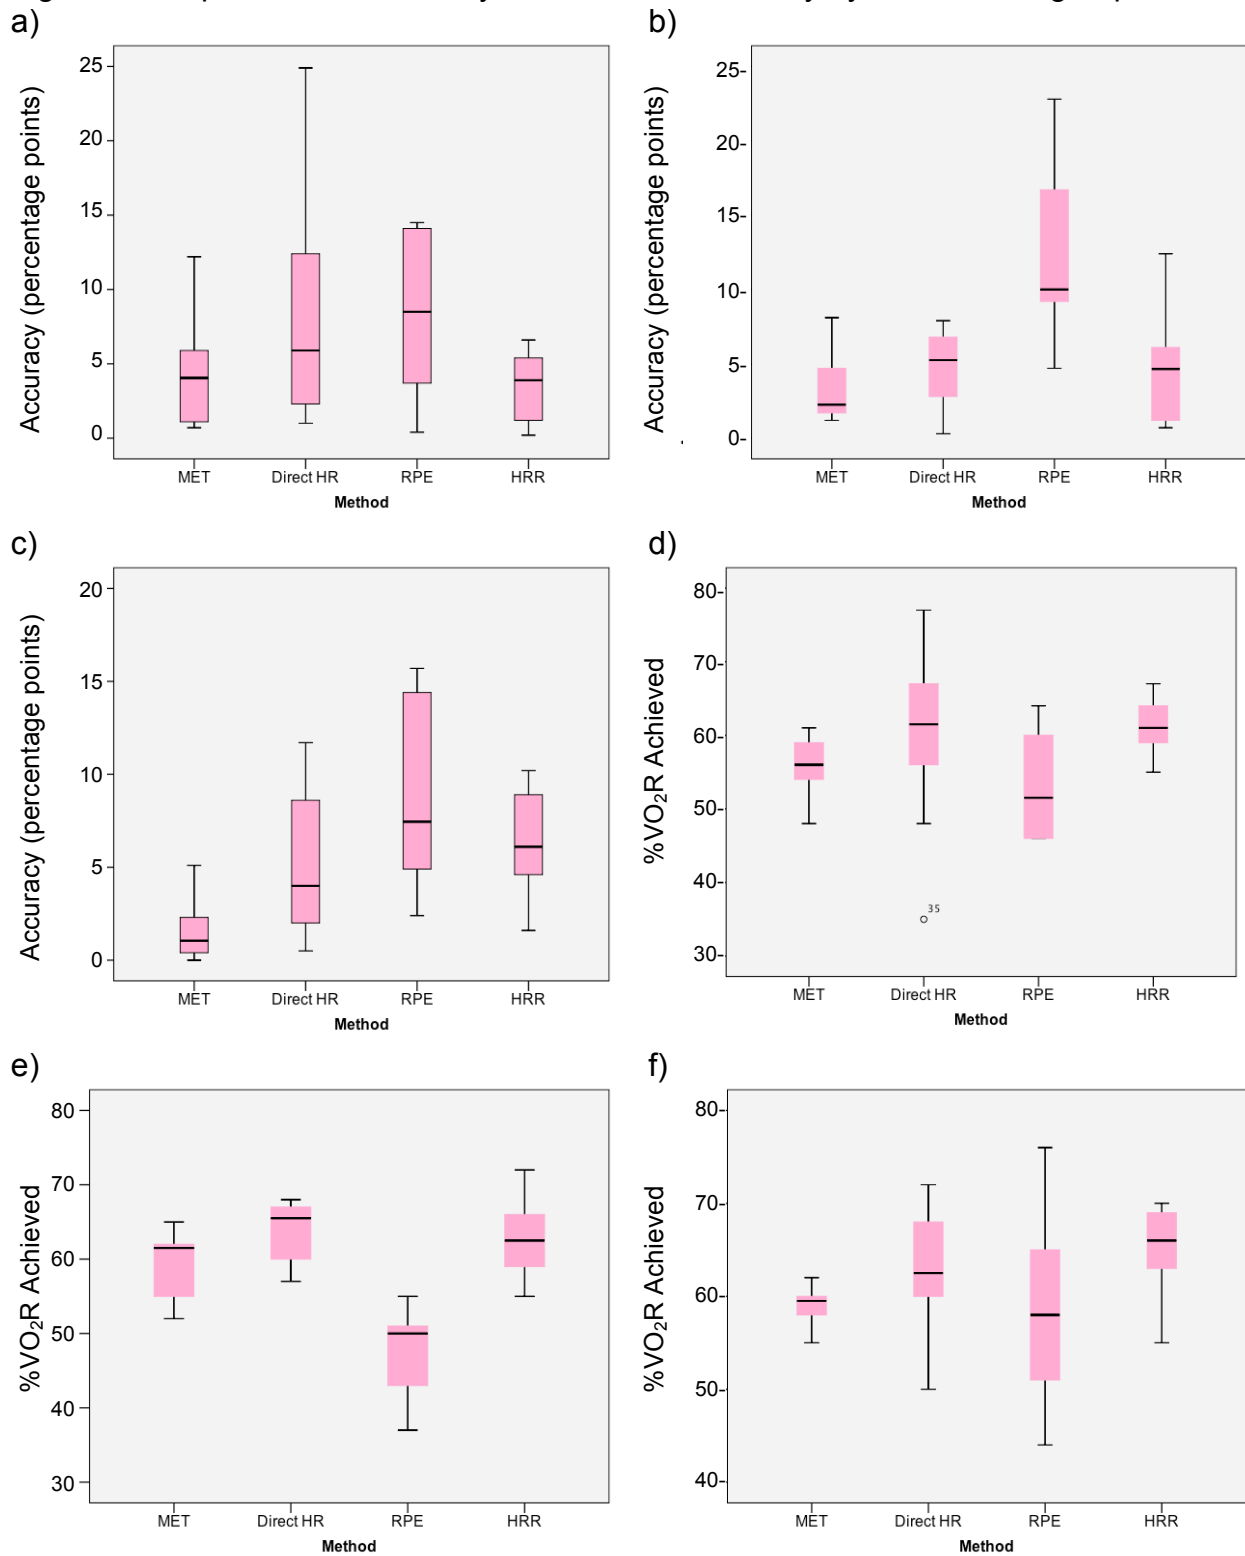 a)
Accuracy (percentage points)
25
20
15
10
5
0
MET Direct HR RPE HRR
Method
b)
Accuracy (percentage points)
25-
20-
15-
10-
5-
0-
MET Direct HR RPE HRR
Method
c)
Accuracy (percentage points)
20
15
10
5
0
MET Direct HR RPE HRR
Method
d)
%VO₂R Achieved
80-
70-
60-
50-
40-
30-
35
MET Direct HR RPE HRR
Method
e)
%VO₂R Achieved
80
70
60
50
40
30
MET Direct HR RPE HRR
Method
f)
%VO₂R Achieved
80-
70-
60-
50-
40-
MET Direct HR RPE HRR
Method